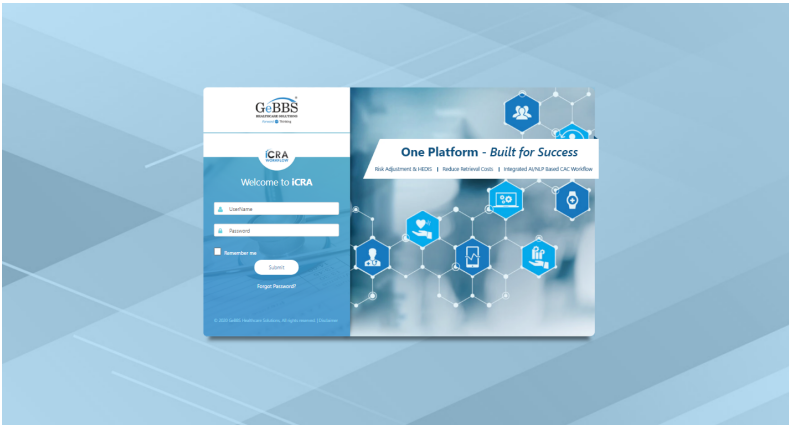 GeBBS
HEALTHCARE SOLUTIONS
iCRA
WORKFLOW
Welcome to iCRA
UserName
Password
Remember me
Submit
Forgot Password?
© 2020 GeBBS Healthcare Solutions. All rights reserved. | Disclaimer
One Platform - Built for Success
Risk Adjustment & HEDIS | Reduce Retrieval Costs | Integrated AI/NLP Based CAC Workflow